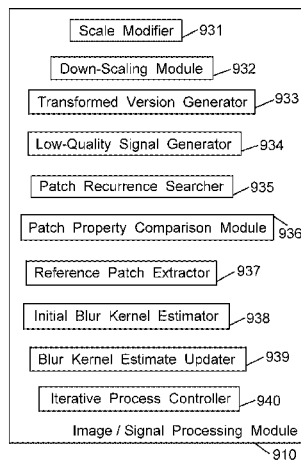 Scale Modifier 931
Down-Scaling Module 932
Transformed Version Generator 933
Low-Quality Signal Generator 934
Patch Recurrence Searcher 935
Patch Property Comparison Module 936
Reference Patch Extractor 937
Initial Blur Kernel Estimator 938
Blur Kernel Estimate Updater 939
Iterative Process Controller 940
Image / Signal Processing Module
910